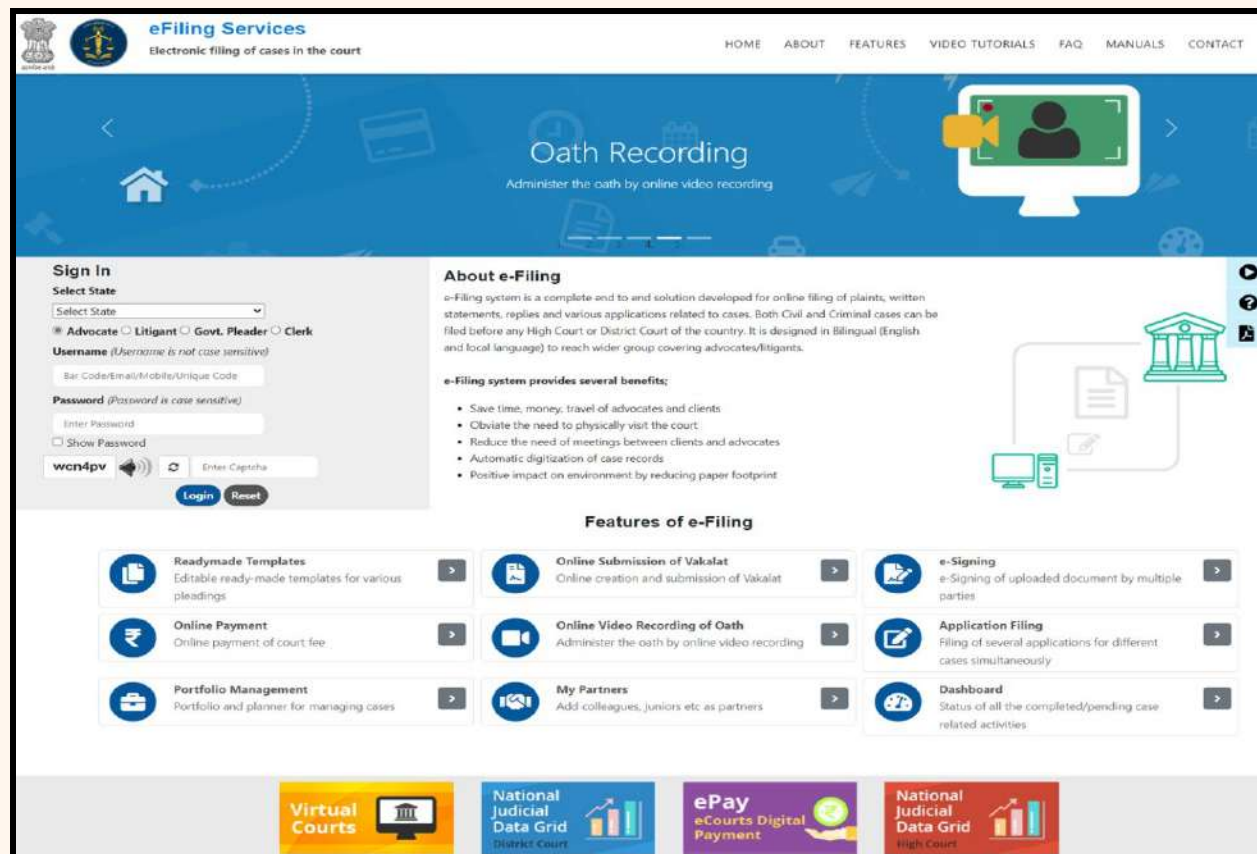 eFiling Services
Electronic filing of cases in the court
HOME ABOUT FEATURES VIDEO TUTORIALS FAQ MANUALS CONTACT
Oath Recording
Administer the oath by online video recording
Sign In
Select State
Select State
Advocate Litigant Govt. Pleader Clerk
Username (Username is not case sensitive)
Bar Code/Email/Mobile/Unique Code
Password (Password is case sensitive)
Enter Password
Show Password
wcn4pv Enter Captcha
Login Reset
About e-Filing
e-Filing system is a complete end to end solution developed for online filing of plaints, written
statements, replies and various applications related to cases. Both Civil and Criminal cases can be
filed before any High Court or District Court of the country. It is designed in Bilingual (English
and local language) to reach wider group covering advocates/litigants.
e-Filing system provides several benefits;
• Save time, money, travel of advocates and clients
• Obviate the need to physically visit the court
• Reduce the need of meetings between clients and advocates
• Automatic digitization of case records
• Positive impact on environment by reducing paper footprint
Features of e-Filing
Readymade Templates
Editable ready-made templates for various
pleadings
Online Submission of Vakalat
Online creation and submission of Vakalat
e-Signing
e-Signing of uploaded document by multiple
parties
Online Payment
Online payment of court fee
Online Video Recording of Oath
Administer the oath by online video recording
Application Filing
Filing of several applications for different
cases simultaneously
Portfolio Management
Portfolio and planner for managing cases
My Partners
Add colleagues, juniors etc as partners
Dashboard
Status of all the completed/pending case
related activities
Virtual
Courts
National
Judicial
Data Grid
District Court
ePay
eCourts Digital
Payment
National
Judicial
Data Grid
High Court